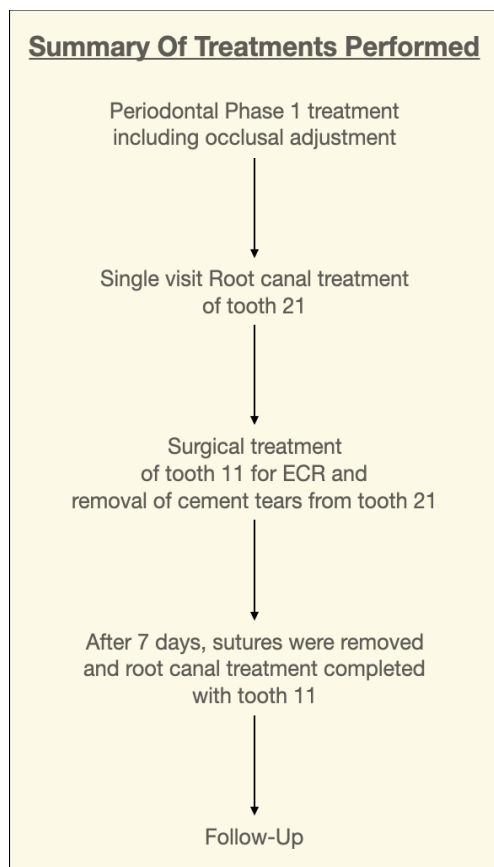 Summary Of Treatments Performed
Periodontal Phase 1 treatment
including occlusal adjustment
Single visit Root canal treatment
of tooth 21
Surgical treatment
of tooth 11 for ECR and
removal of cement tears from tooth 21
After 7 days, sutures were removed
and root canal treatment completed
with tooth 11
Follow-Up